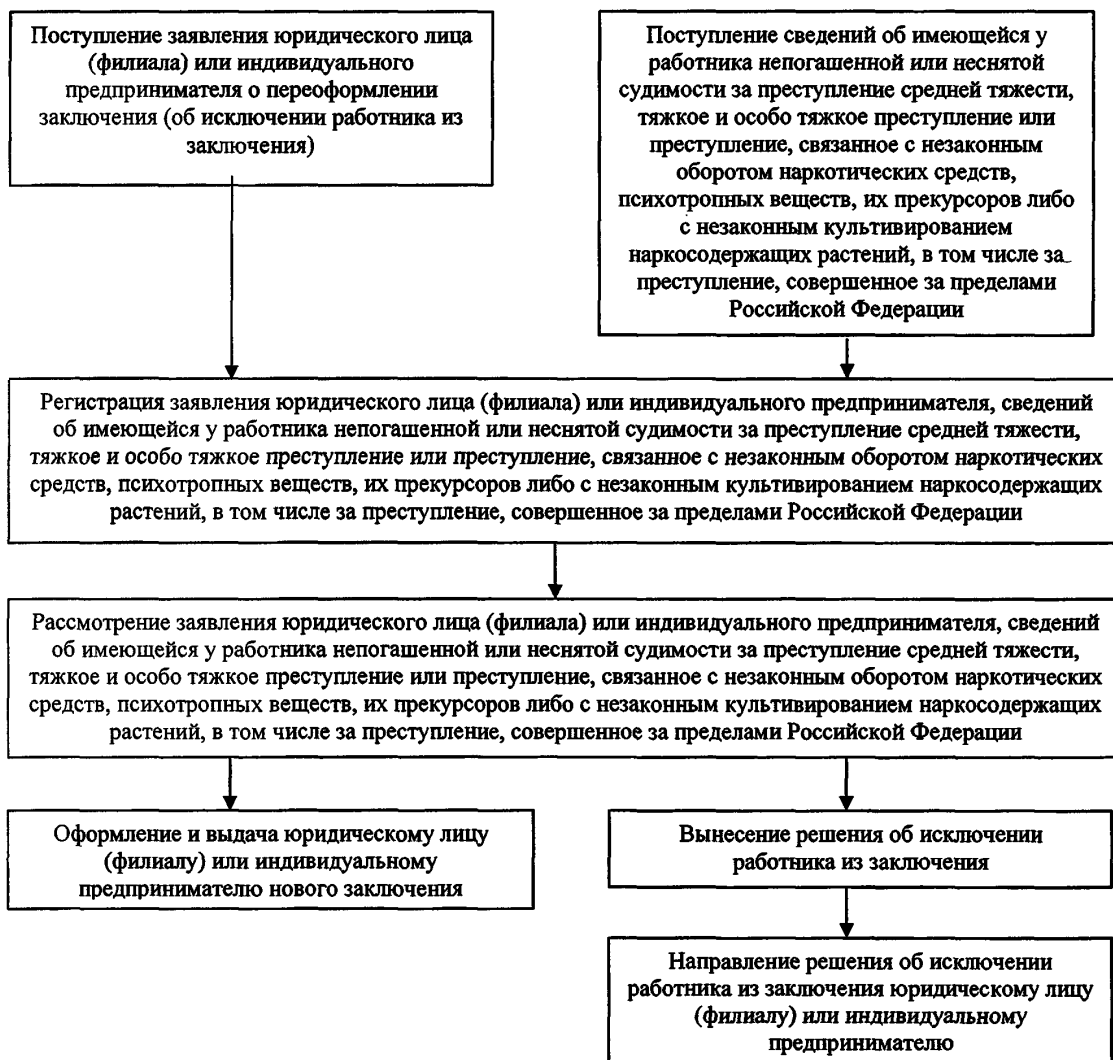 Поступление заявления юридического лица
(филиала) или индивидуального
предпринимателя о переоформлении
заключения (об исключении работника из
заключения)
Поступление сведений об имеющейся у
работника непогашенной или неснятой
судимости за преступление средней тяжести,
тяжкое и особо тяжкое преступление или
преступление, связанное с незаконным
оборотом наркотических средств,
психотропных веществ, их прекурсоров либо
с незаконным культивированием
наркосодержащих растений, в том числе за
преступление, совершенное за пределами
Российской Федерации
Регистрация заявления юридического лица (филиала) или индивидуального предпринимателя, сведений
об имеющейся у работника непогашенной или неснятой судимости за преступление средней тяжести,
тяжкое и особо тяжкое преступление или преступление, связанное с незаконным оборотом наркотических
средств, психотропных веществ, их прекурсоров либо с незаконным культивированием наркосодержащих
растений, в том числе за преступление, совершенное за пределами Российской Федерации
Рассмотрение заявления юридического лица (филиала) или индивидуального предпринимателя, сведений
об имеющейся у работника непогашенной или неснятой судимости за преступление средней тяжести,
тяжкое и особо тяжкое преступление или преступление, связанное с незаконным оборотом наркотических
средств, психотропных веществ, их прекурсоров либо с незаконным культивированием наркосодержащих
растений, в том числе за преступление, совершенное за пределами Российской Федерации
Оформление и выдача юридическому лицу
(филиалу) или индивидуальному
предпринимателю нового заключения
Вынесение решения об исключении
работника из заключения
Направление решения об исключении
работника из заключения юридическому лицу
(филиалу) или индивидуальному
предпринимателю